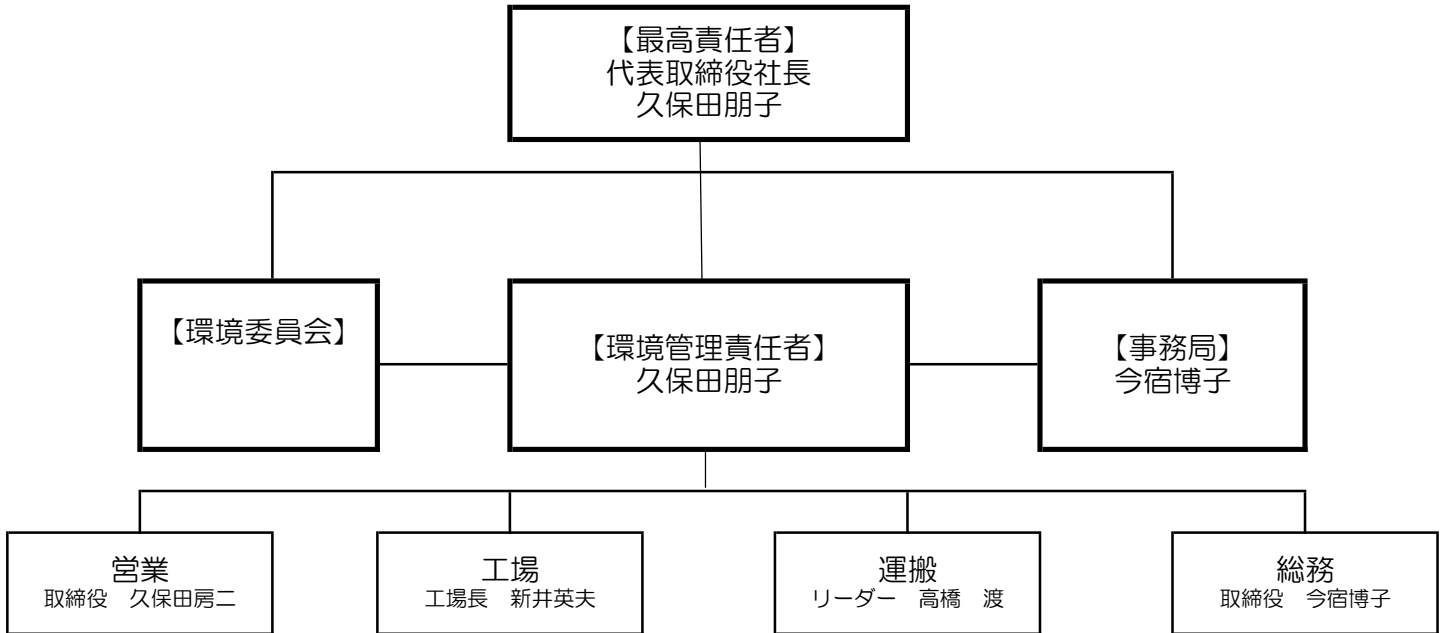 【最高責任者】
代表取締役社長
久保田朋子
【環境委員会】
【環境管理責任者】
久保田朋子
【事務局】
今宿博子
営業
取締役　久保田房二
工場
工場長　新井英夫
運搬
リーダー　高橋　渡
総務
取締役　今宿博子